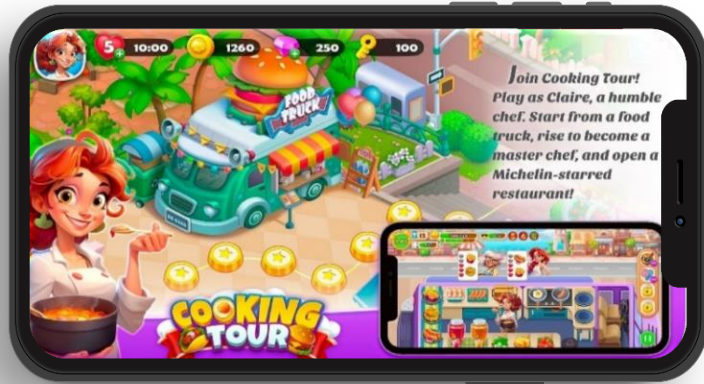 5 10:00 1260 250 100
Join Cooking Tour!
Play as Claire, a humble
chef. Start from a food
truck, rise to become a
master chef, and open a
Michelin-starred
restaurant!
FOOD
TRUCK
COOKING
TOUR